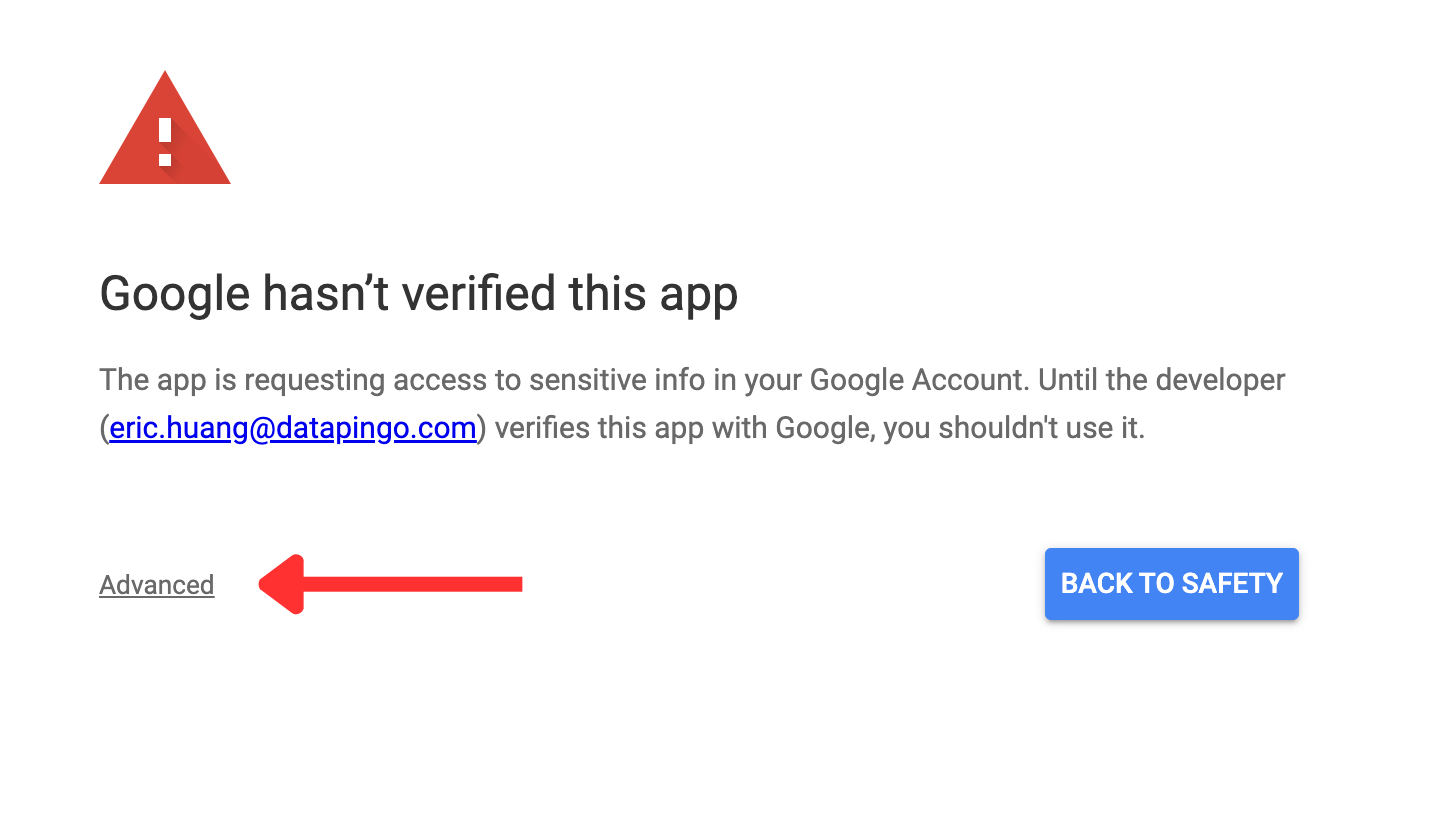 Google hasn’t verified this app
The app is requesting access to sensitive info in your Google Account. Until the developer
(eric.huang@datapingo.com) verifies this app with Google, you shouldn't use it.
Advanced
BACK TO SAFETY